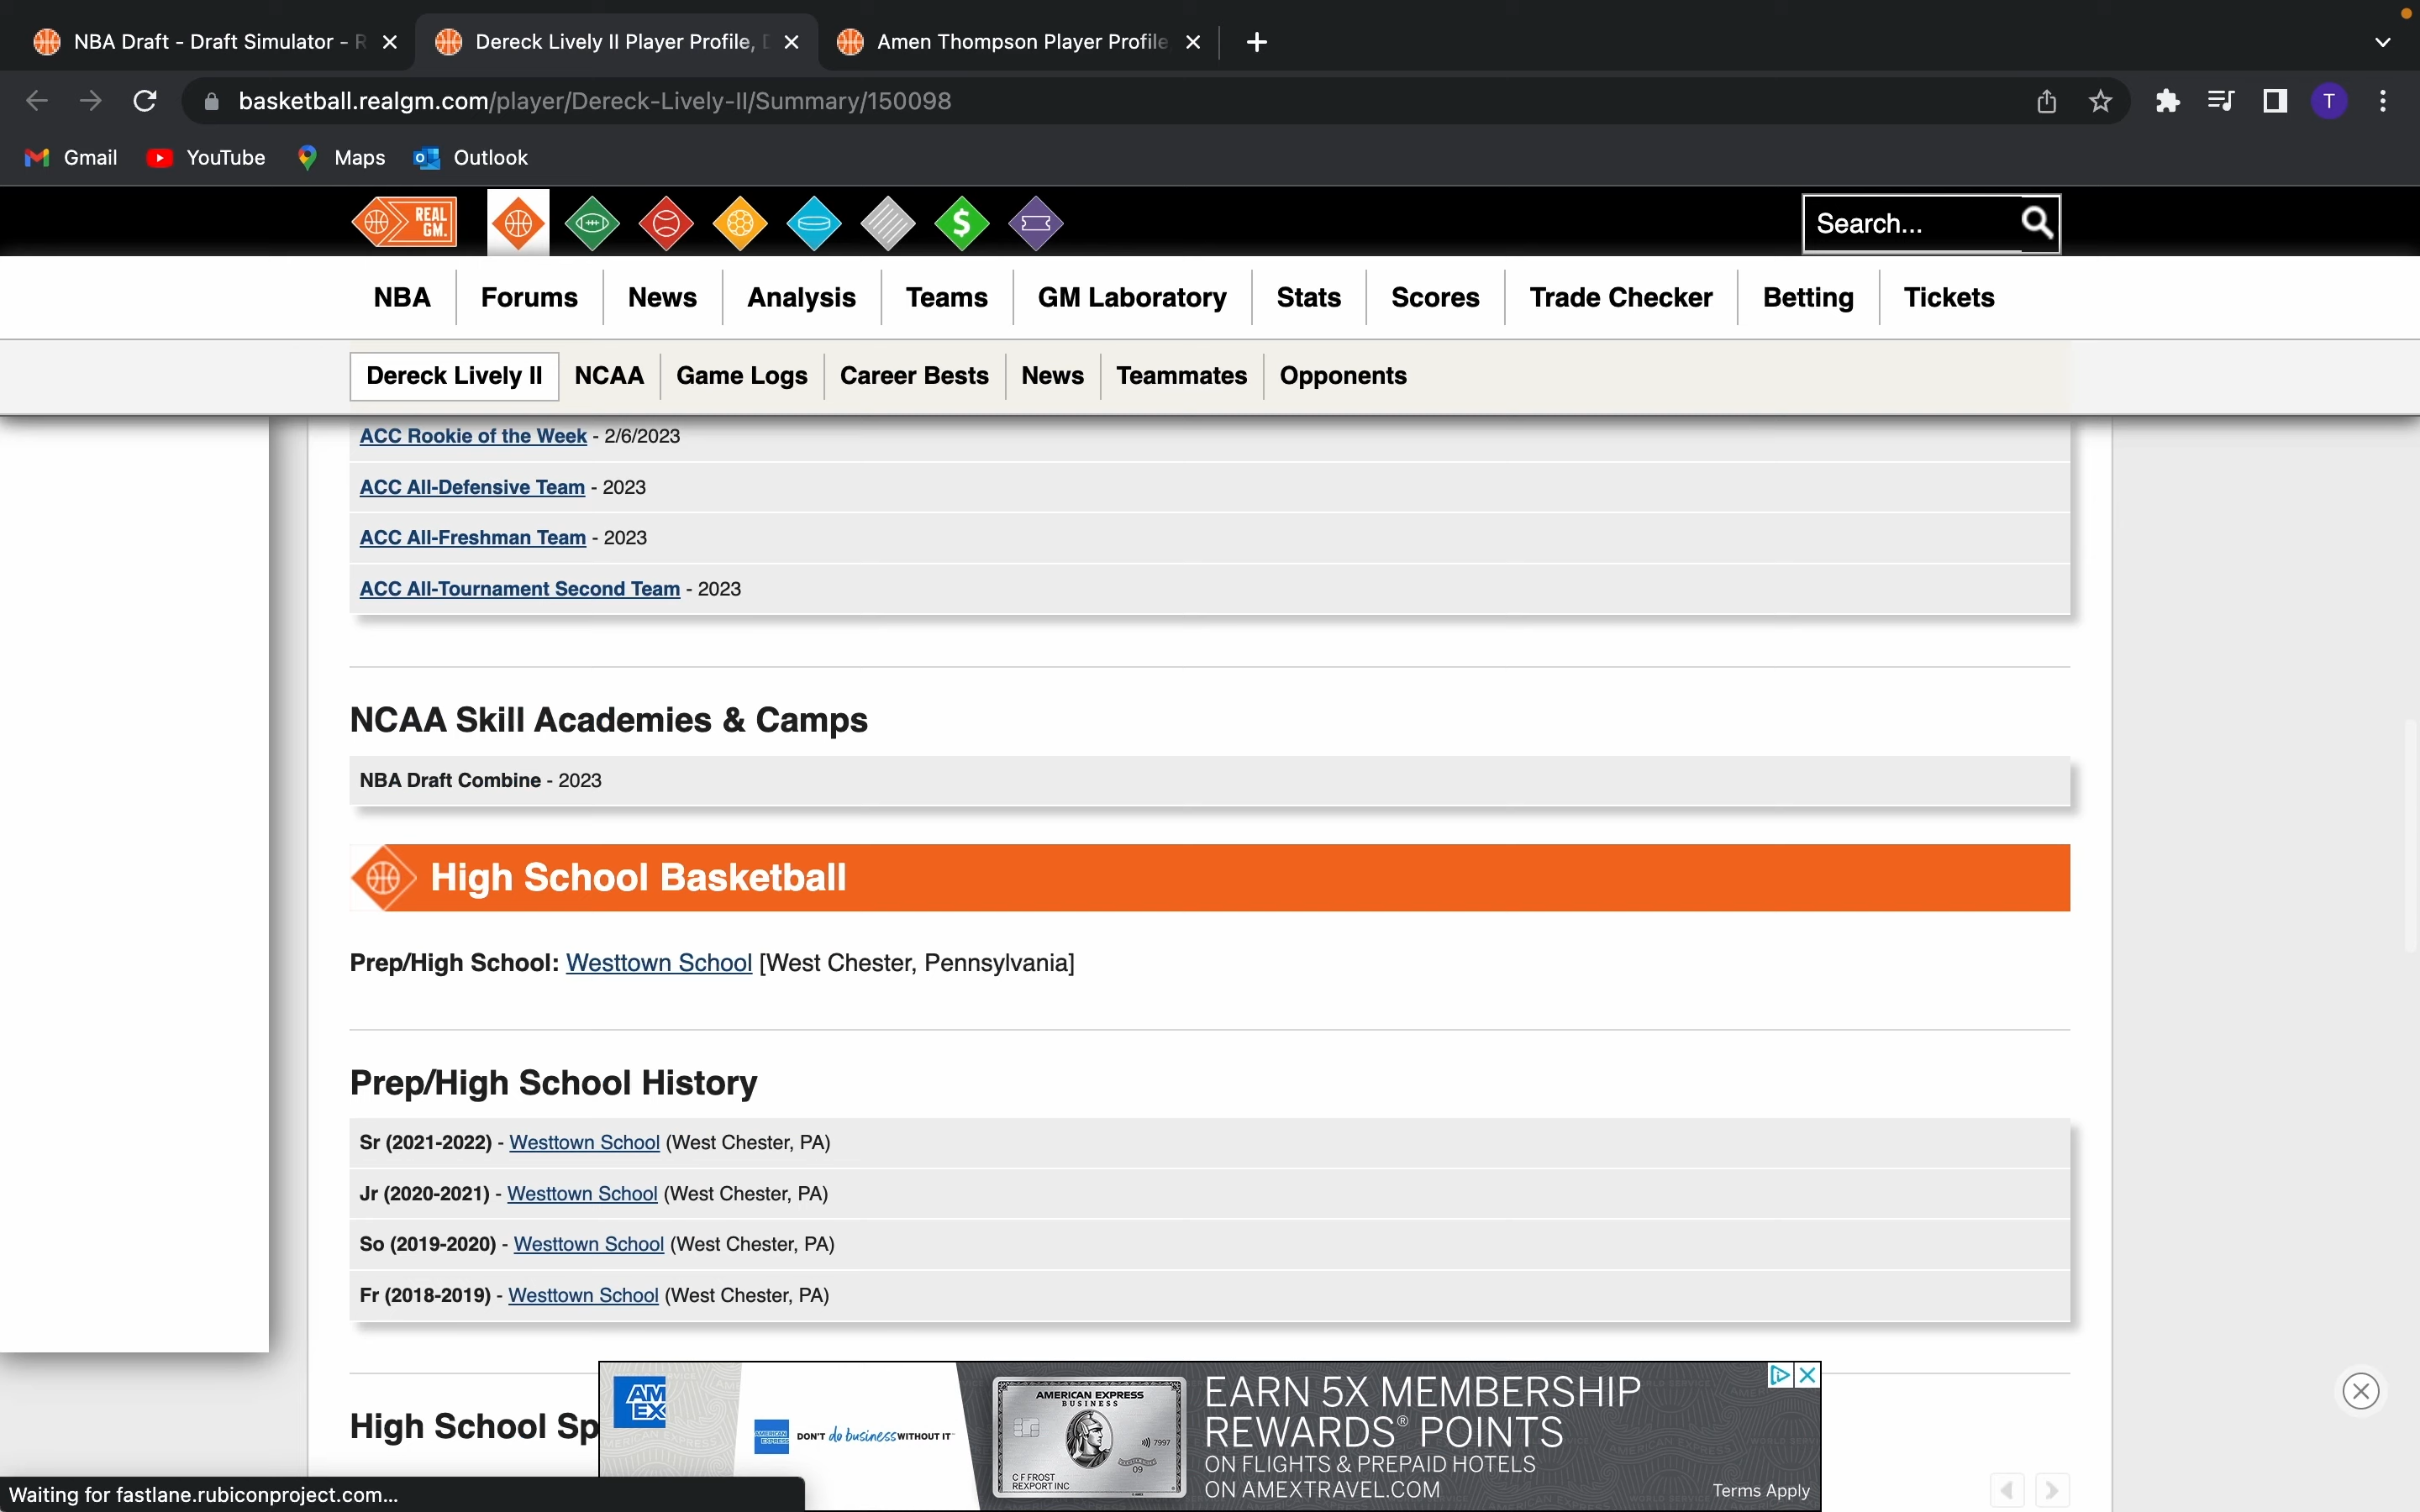 NBA Draft - Draft Simulator - R
Dereck Lively II Player Profile, D
Amen Thompson Player Profile
basketball.realgm.com/player/Dereck-Lively-II/Summary/150098
T
Gmail YouTube Maps Outlook
REAL
GM.
Search...
NBA Forums News Analysis Teams GM Laboratory Stats Scores Trade Checker Betting Tickets
Dereck Lively II NCAA Game Logs Career Bests News Teammates Opponents
ACC Rookie of the Week - 2/6/2023
ACC All-Defensive Team - 2023
ACC All-Freshman Team - 2023
ACC All-Tournament Second Team - 2023
NCAA Skill Academies & Camps
NBA Draft Combine - 2023
High School Basketball
Prep/High School: Westtown School [West Chester, Pennsylvania]
Prep/High School History
Sr (2021-2022) - Westtown School (West Chester, PA)
Jr (2020-2021) - Westtown School (West Chester, PA)
So (2019-2020) - Westtown School (West Chester, PA)
Fr (2018-2019) - Westtown School (West Chester, PA)
High School Sp
AM
EX
AMERICAN EXPRESS
DON'T do business WITHOUT IT
AMERICAN EXPRESS
BUSINESS
7997
09
C F FROST
REXPORT INC
EARN 5X MEMBERSHIP
REWARDS® POINTS
ON FLIGHTS & PREPAID HOTELS
ON AMEXTRAVEL.COM
Terms Apply
Waiting for fastlane.rubiconproject.com...